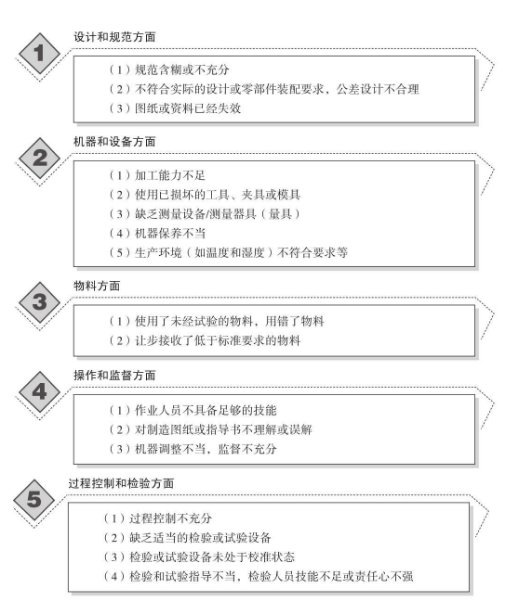 1
设计和规范方面
（1）规范含糊或不充分
（2）不符合实际的设计或零部件装配要求，公差设计不合理
（3）图纸或资料已经失效
2
机器和设备方面
（1）加工能力不足
（2）使用已损坏的工具、夹具或模具
（3）缺乏测量设备/测量器具（量具）
（4）机器保养不当
（5）生产环境（如温度和湿度）不符合要求等
3
物料方面
（1）使用了未经试验的物料，用错了物料
（2）让步接收了低于标准要求的物料
4
操作和监督方面
（1）作业人员不具备足够的技能
（2）对制造图纸或指导书不理解或误解
（3）机器调整不当，监督不充分
5
过程控制和检验方面
（1）过程控制不充分
（2）缺乏适当的检验或试验设备
（3）检验或试验设备未处于校准状态
（4）检验和试验指导不当，检验人员技能不足或责任心不强